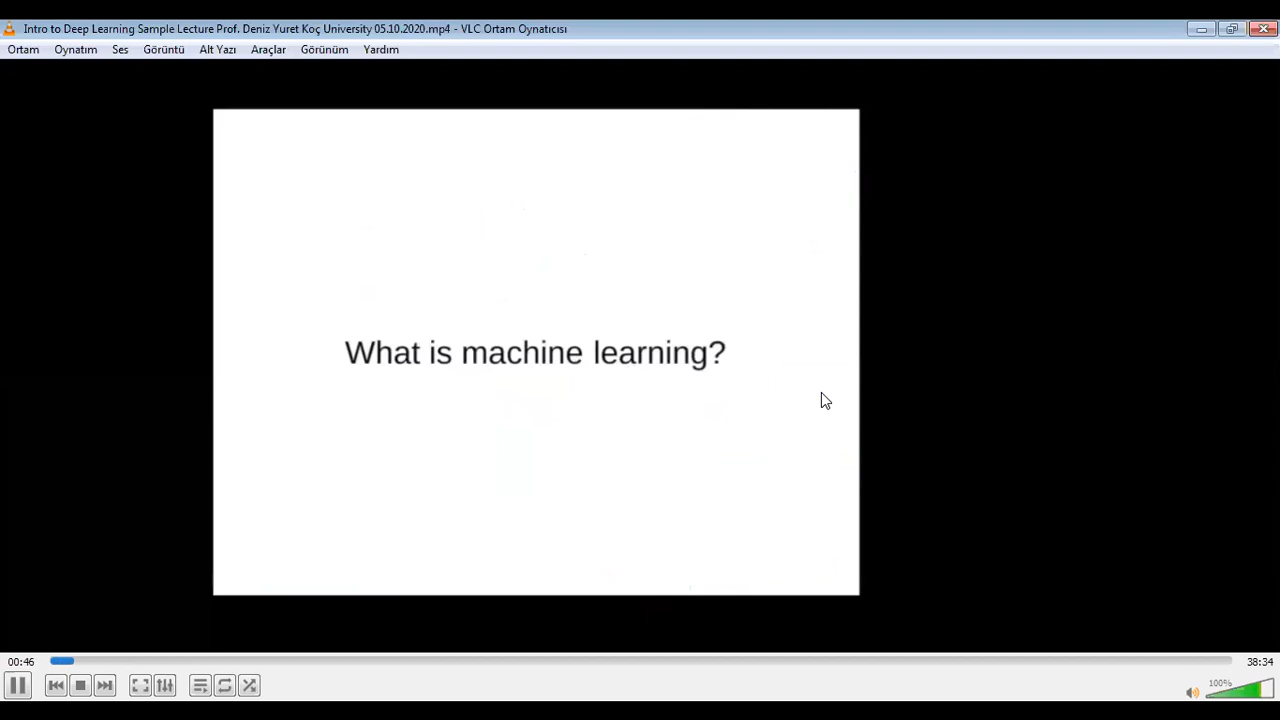 Intro to Deep Learning Sample Lecture Prof. Deniz Yuret Koç University 05.10.2020.mp4 - VLC Ortam Oynatıcısı
Ortam Oynatım Ses Görüntü Alt Yazı Araçlar Görünüm Yardım
What is machine learning?
00:46 38:34
100%